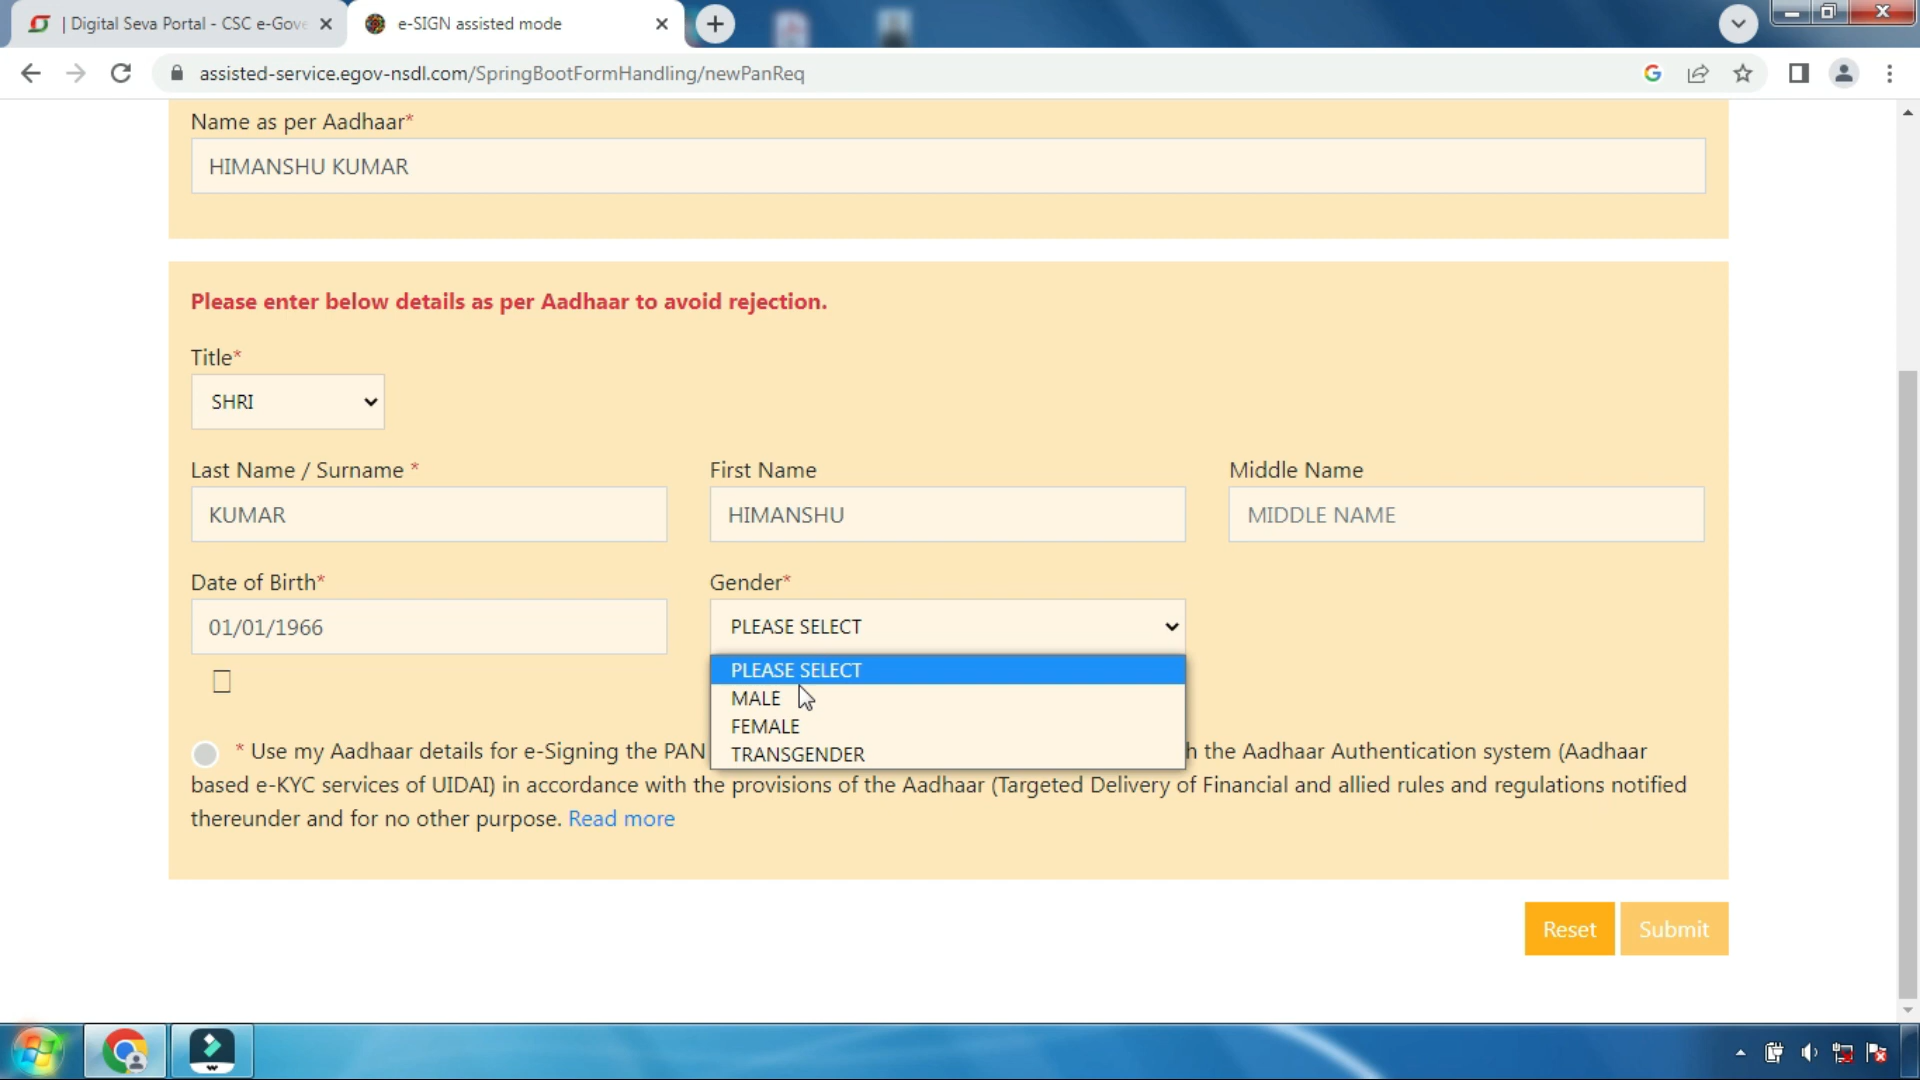 | Digital Seva Portal - CSC e-Gove
e-SIGN assisted mode
assisted-service.egov-nsdl.com/SpringBootFormHandling/newPanReq
Name as per Aadhaar*
HIMANSHU KUMAR
Please enter below details as per Aadhaar to avoid rejection.
Title*
SHRI
Last Name / Surname *
First Name
Middle Name
KUMAR
HIMANSHU
MIDDLE NAME
Date of Birth*
Gender*
01/01/1966
PLEASE SELECT
PLEASE SELECT
MALE
FEMALE
TRANSGENDER
* Use my Aadhaar details for e-Signing the PAN h the Aadhaar Authentication system (Aadhaar
based e-KYC services of UIDAI) in accordance with the provisions of the Aadhaar (Targeted Delivery of Financial and allied rules and regulations notified
thereunder and for no other purpose. Read more
Reset
Submit